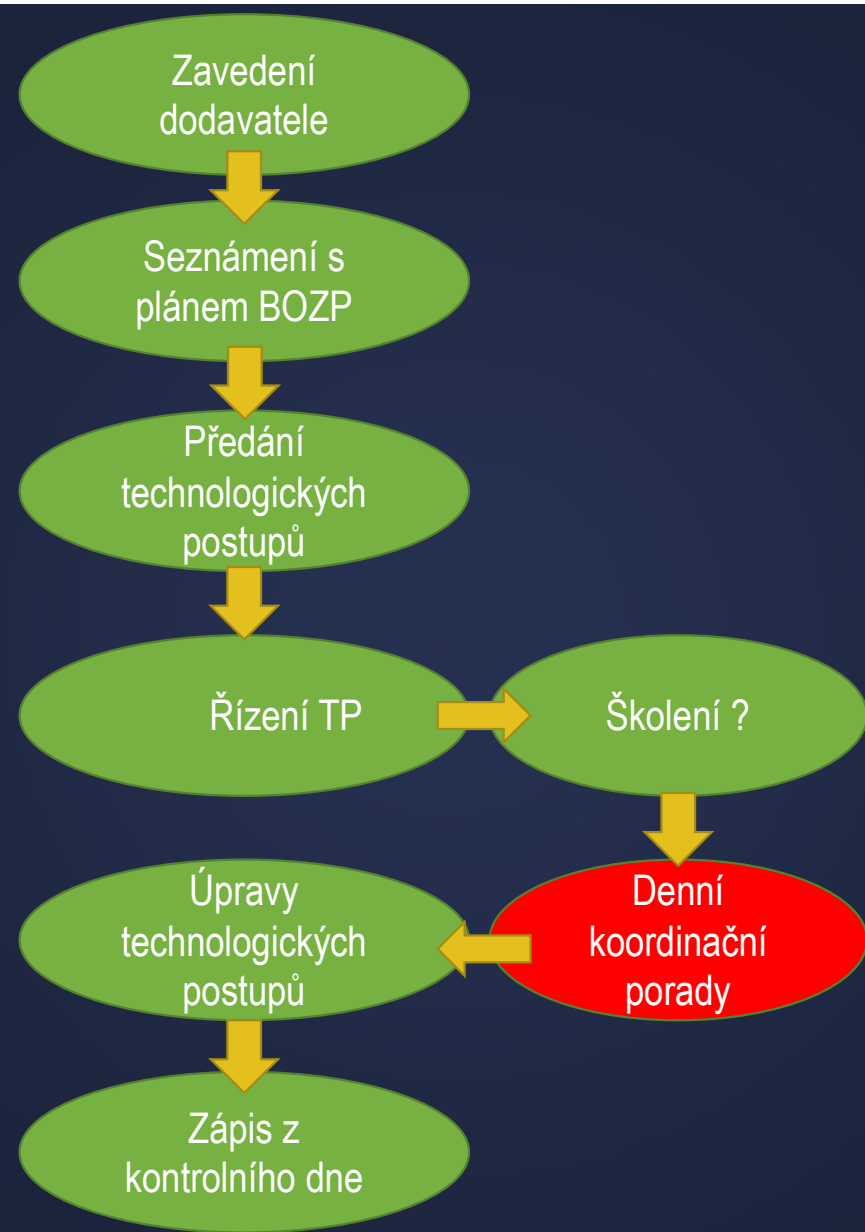 Zavedení
dodavatele
Seznámení s
plánem BOZP
Předání
technologických
postupů
Řízení TP
Školení ?
Denní
koordinační
porady
Úpravy
technologických
postupů
Zápis z
kontrolního dne